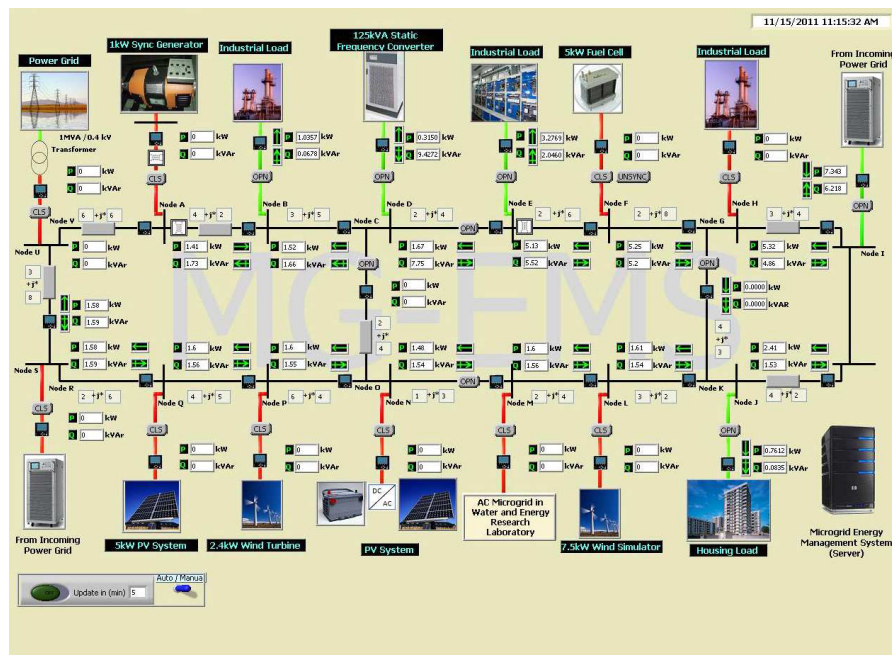 11/15/2011 11:15:32 AM
Power Grid
1kW Sync Generator
Industrial Load
125kVA Static
Frequency Converter
Industrial Load
5kW Fuel Cell
Industrial Load
From Incoming
Power Grid
1MVA /0.4 kV
Transformer
P 0 kW
Q 0 kVAr
P 0 kW
Q 0 kVAr
P 1.0357 kW
Q 0.0678 kVAr
P 0.3150 kW
Q 9.4272 kVAr
P 3.2769 kW
Q 2.0460 kVAr
P 0 kW
Q 0 kVAr
P 0 kW
Q 0 kVAr
P 7.343
Q 6.218
CLS
CLS
OPN
OPN
OPN
CLS
UNSYNC
CLS
OPN
Node V
Node A
Node B
Node C
Node D
Node E
Node F
Node G
Node H
6 +j* 6
4 +j* 2
3 +j* 5
2 +j* 4
OPN
2 +j* 6
2 +j* 8
3 +j* 4
Node U
Node I
P 0 kW
Q 0 kVAr
P 1.41 kW
Q 1.73 kVAr
P 1.52 kW
Q 1.66 kVAr
P 1.67 kW
Q 7.75 kVAr
P 5.13 kW
Q 5.52 kVAr
P 5.25 kW
Q 5.2 kVAr
P 5.32 kW
Q 4.86 kVAr
MG-EMS
3
+j*
8
P 1.58 kW
Q 1.59 kVAr
OPN
P 0 kW
Q 0 kVAr
2
+j*
4
OPN
P 0.0000 kW
Q 0.0000 kVAR
4
+j*
3
P 1.58 kW
Q 1.59 kVAr
P 1.6 kW
Q 1.56 kVAr
P 1.6 kW
Q 1.55 kVAr
P 1.48 kW
Q 1.54 kVAr
P 1.6 kW
Q 1.56 kVAr
P 1.61 kW
Q 1.54 kVAr
P 2.41 kW
Q 1.53 kVAr
Node S
Node R
Node Q
Node P
Node O
Node N
Node M
Node L
Node K
Node J
2 +j* 6
4 +j* 5
6 +j* 4
1 +j* 3
OPN
2 +j* 4
3 +j* 2
4 +j* 2
CLS
CLS
CLS
CLS
CLS
CLS
OPN
P 0 kW
Q 0 kVAr
P 0 kW
Q 0 kVAr
P 0 kW
Q 0 kVAr
P 0 kW
Q 0 kVAr
P 0 kW
Q 0 kVAr
P 0 kW
Q 0 kVAr
P 0.7612 kW
Q 0.0835 kVAr
DC
AC
AC Microgrid in
Water and Energy
Research
Laboratory
From Incoming
Power Grid
5kW PV System
2.4kW Wind Turbine
PV System
7.5kW Wind Simulator
Housing Load
Microgrid Energy
Management System
(Server)
Update in (min) 5
Auto / Manua